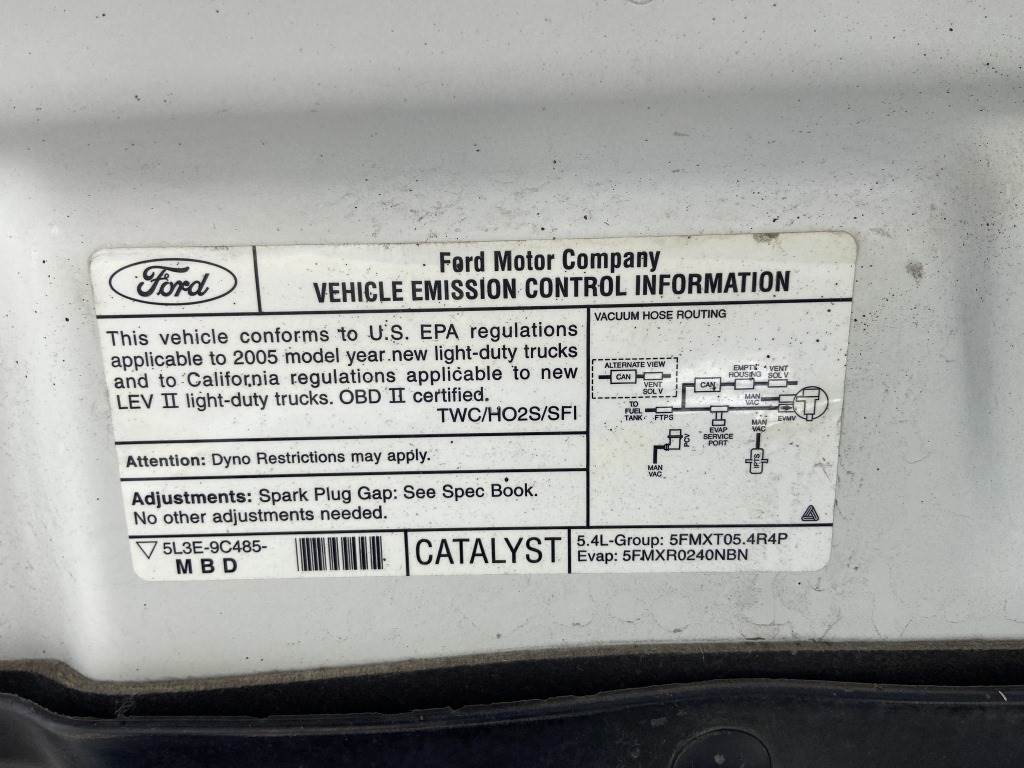 Ford
Ford Motor Company
VEHICLE EMISSION CONTROL INFORMATION
This vehicle conforms to U.S. EPA regulations
applicable to 2005 model year new light-duty trucks
and to California regulations applicable to new
LEV II light-duty trucks. OBD II certified.
TWC/HO2S/SFI
Attention: Dyno Restrictions may apply.
Adjustments: Spark Plug Gap: See Spec Book.
No other adjustments needed.
VACUUM HOSE ROUTING
ALTERNATE VIEW
CAN
VENT
SOL V
EMPTY
HOUSING
VENT
SOL V
CAN
MAN
VAC
TO
FUEL
TANK
FTPS
EVAP
SERVICE
PORT
EVMV
MAN
VAC
PCV
MAN
VAC
IPTS
5L3E-9C485-
M B D
CATALYST
5.4L-Group: 5FMXT05.4R4P
Evap: 5FMXR0240NBN